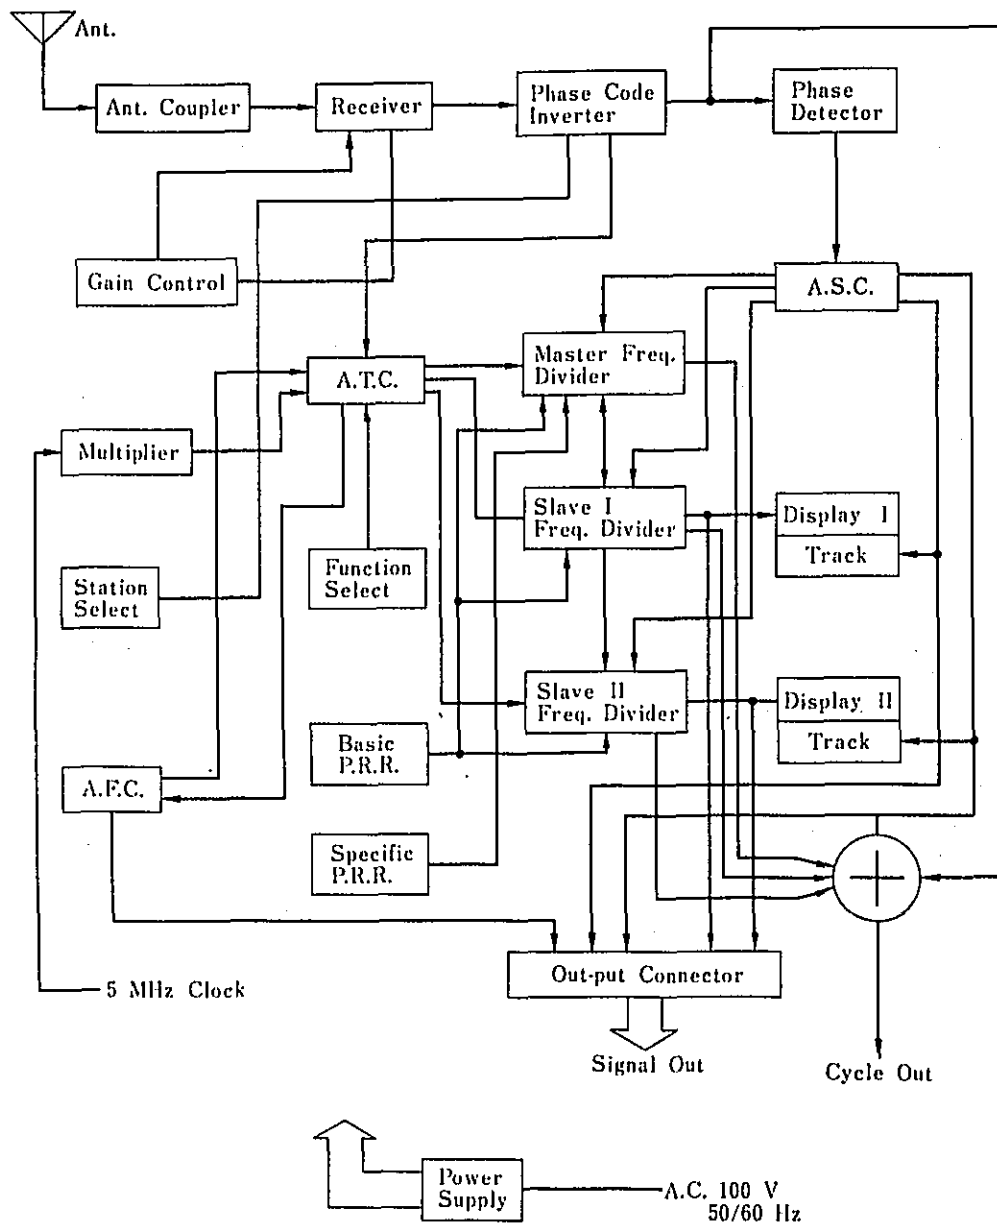 Ant.
Ant. Coupler
Receiver
Phase Code
Inverter
Phase
Detector
Gain Control
A.S.C.
A.T.C.
Master Freq.
Divider
Multiplier
Slave I
Freq. Divider
Display I
Track
Station
Select
Function
Select
Slave II
Freq. Divider
Display II
Track
Basic
P.R.R.
A.F.C.
Specific
P.R.R.
5 MHz Clock
Out-put Connector
Signal Out
Cycle Out
Power
Supply
A.C. 100 V
50/60 Hz